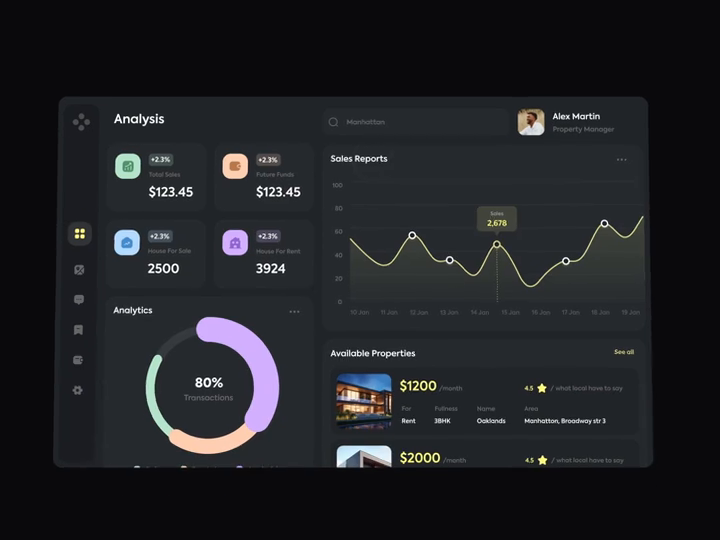 Analysis
Manhattan
Alex Martin
Property Manager
+2.3%
Total Sales
$123.45
+2.3%
Future Funds
$123.45
+2.3%
House For Sale
2500
+2.3%
House For Rent
3924
Sales Reports
100
80
60
40
20
0
Sales
2,678
10 Jan 11 Jan 12 Jan 13 Jan 14 Jan 15 Jan 16 Jan 17 Jan 18 Jan 19 Jan
Analytics
80%
Transactions
Available Properties
See all
$1200 /month
4.5 / what local have to say
For Fullness Name Area
Rent 3BHK Oaklands Manhatton, Broadway str 3
$2000 /month
4.5 / what local have to say